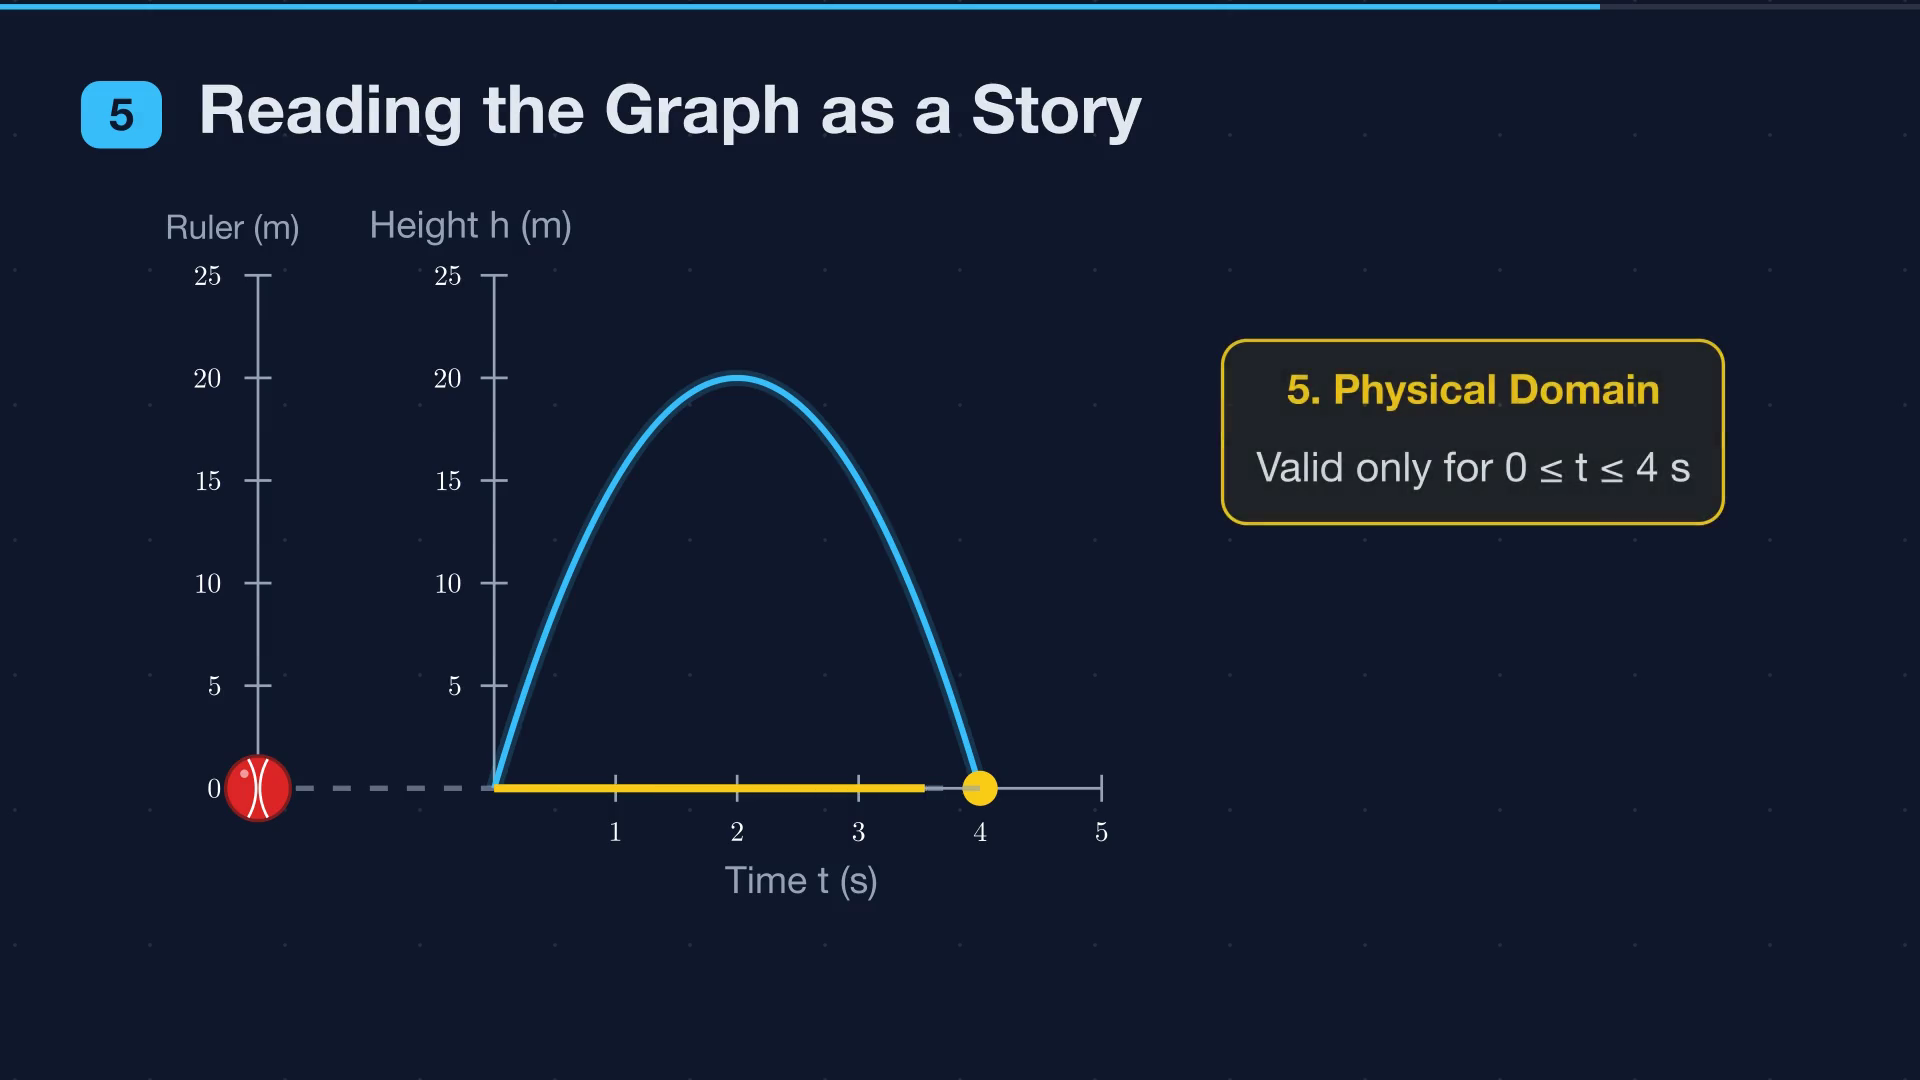 5 Reading the Graph as a Story
Ruler (m)
25
20
15
10
5
0
Height h (m)
25
20
15
10
5
1 2 3 4 5
Time t (s)
5. Physical Domain
Valid only for 0 ≤ t ≤ 4 s